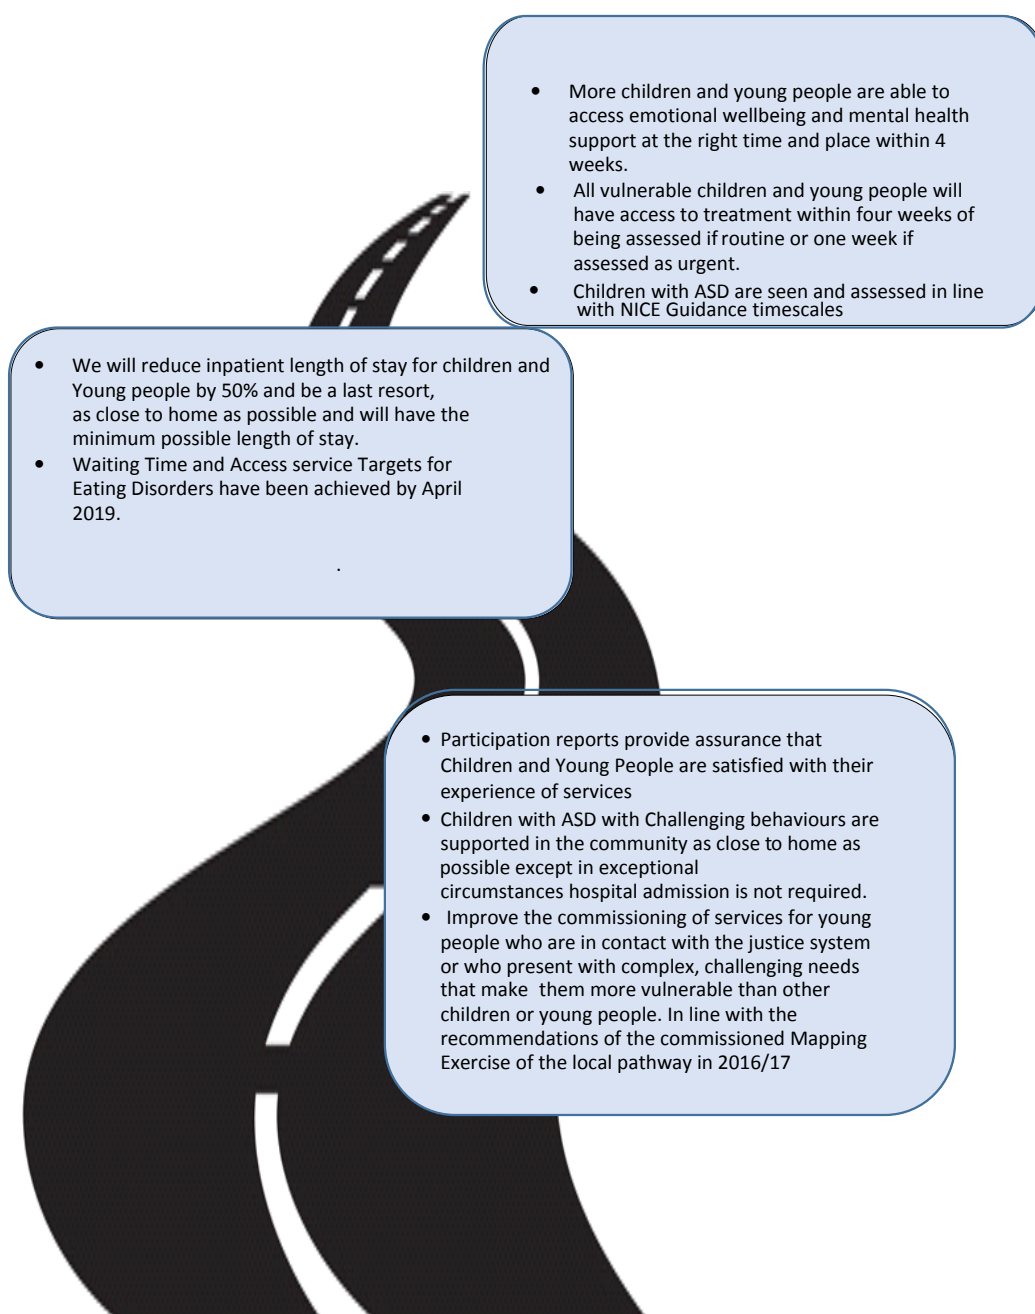 • More children and young people are able to
access emotional wellbeing and mental health
support at the right time and place within 4
weeks.
• All vulnerable children and young people will
have access to treatment within four weeks of
being assessed if routine or one week if
assessed as urgent.
• Children with ASD are seen and assessed in line
with NICE Guidance timescales
• We will reduce inpatient length of stay for children and
Young people by 50% and be a last resort,
as close to home as possible and will have the
minimum possible length of stay.
• Waiting Time and Access service Targets for
Eating Disorders have been achieved by April
2019.
.
• Participation reports provide assurance that
Children and Young People are satisfied with their
experience of services
• Children with ASD with Challenging behaviours are
supported in the community as close to home as
possible except in exceptional
circumstances hospital admission is not required.
• Improve the commissioning of services for young
people who are in contact with the justice system
or who present with complex, challenging needs
that make them more vulnerable than other
children or young people. In line with the
recommendations of the commissioned Mapping
Exercise of the local pathway in 2016/17